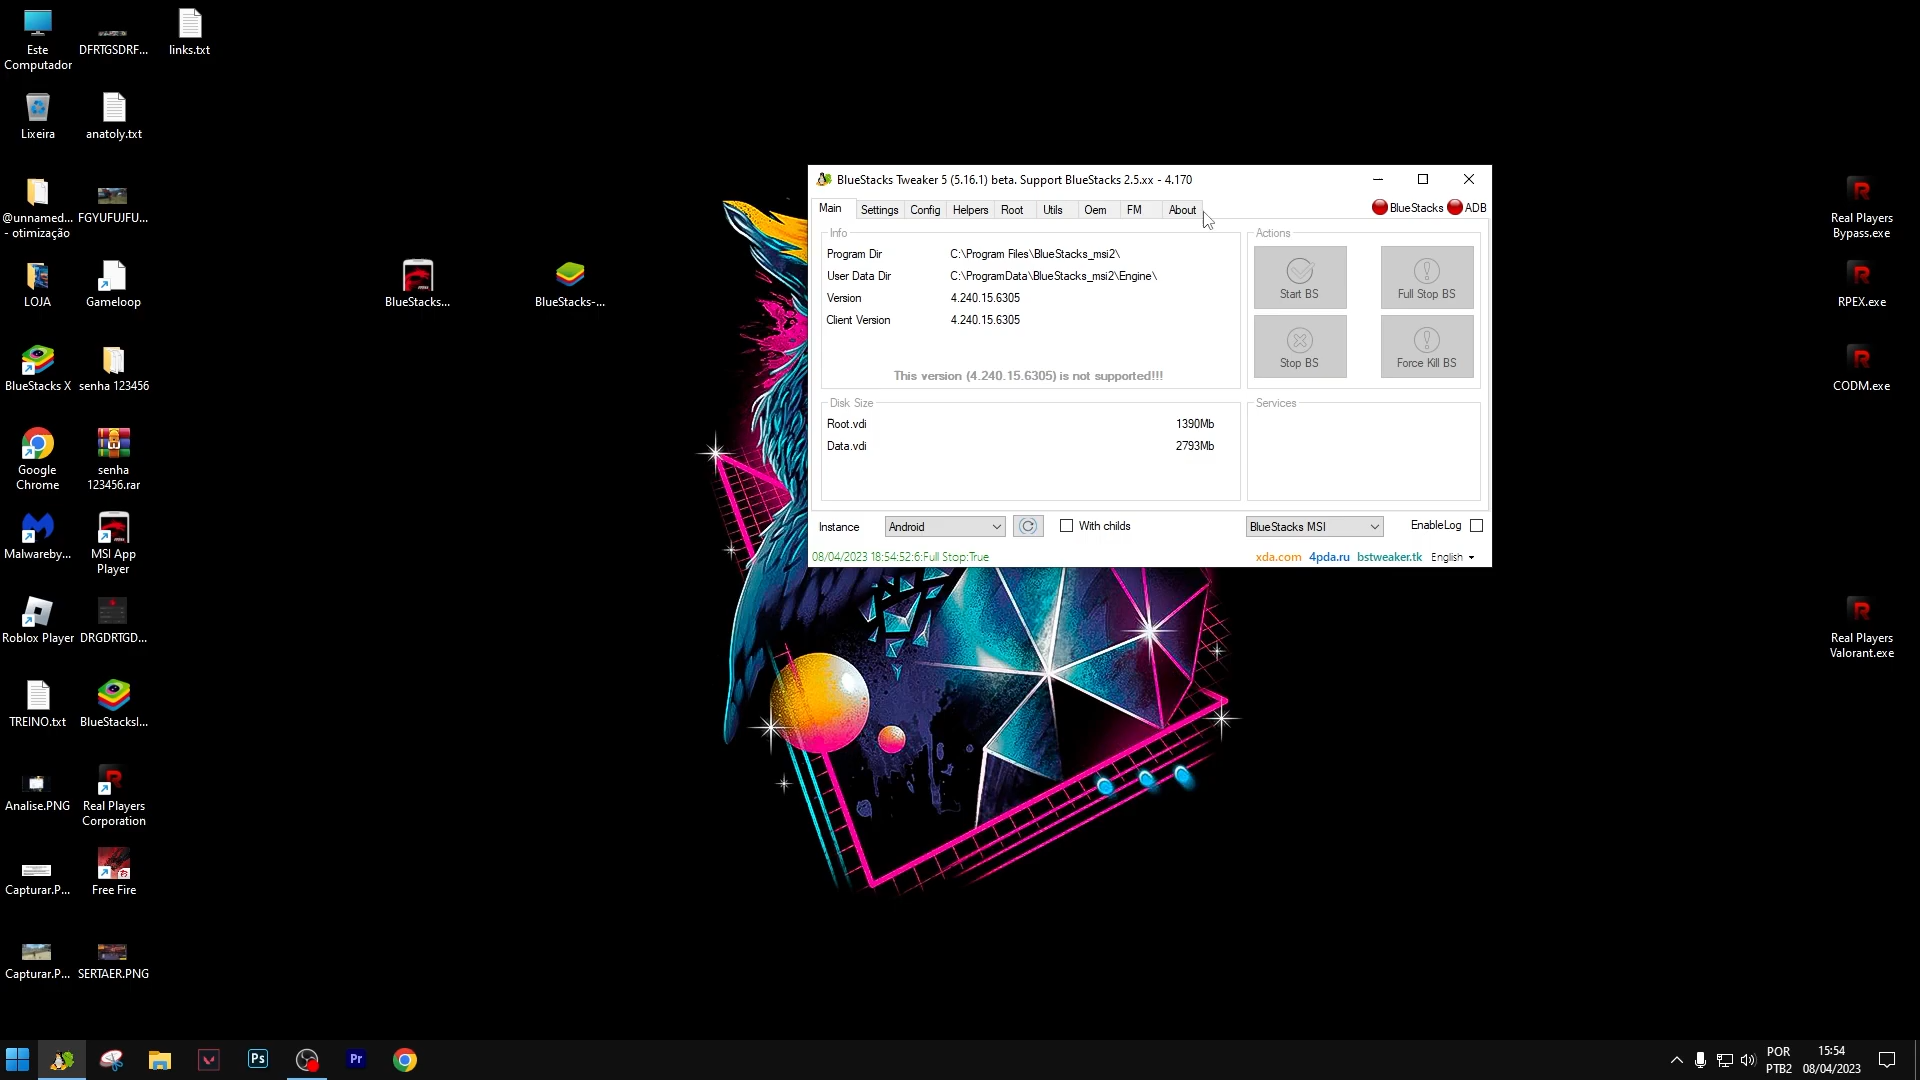 Este
Computador
DFRTGSDRF...
links.txt
Lixeira
anatoly.txt
@unnamed...
- otimização
FGYUFUJFU...
LOJA
Gameloop
BlueStacks X
senha 123456
Google
Chrome
senha
123456.rar
Malwareby...
MSI App
Player
Roblox Player
DRGDRTGD...
TREINO.txt
BlueStacksI...
Analise.PNG
Real Players
Corporation
Capturar.P...
Free Fire
Capturar.P...
SERTAER.PNG
BlueStacks...
BlueStacks-...
BlueStacks Tweaker 5 (5.16.1) beta. Support BlueStacks 2.5.xx - 4.170
Main Settings Config Helpers Root Utils Oem FM About
BlueStacks ADB
Info
Program Dir C:\Program Files\BlueStacks_msi2\
User Data Dir C:\ProgramData\BlueStacks_msi2\Engine\
Version 4.240.15.6305
Client Version 4.240.15.6305
This version (4.240.15.6305) is not supported!!!
Actions
Start BS
Full Stop BS
Stop BS
Force Kill BS
Disk Size
Root.vdi 1390Mb
Data.vdi 2793Mb
Services
Instance Android With childs BlueStacks MSI EnableLog
08/04/2023 18:54:52:6:Full Stop:True
xda.com 4pda.ru bstweaker.tk English
Real Players
Bypass.exe
RPEX.exe
CODM.exe
Real Players
Valorant.exe
Ps
Pr
POR
PTB2
15:54
08/04/2023